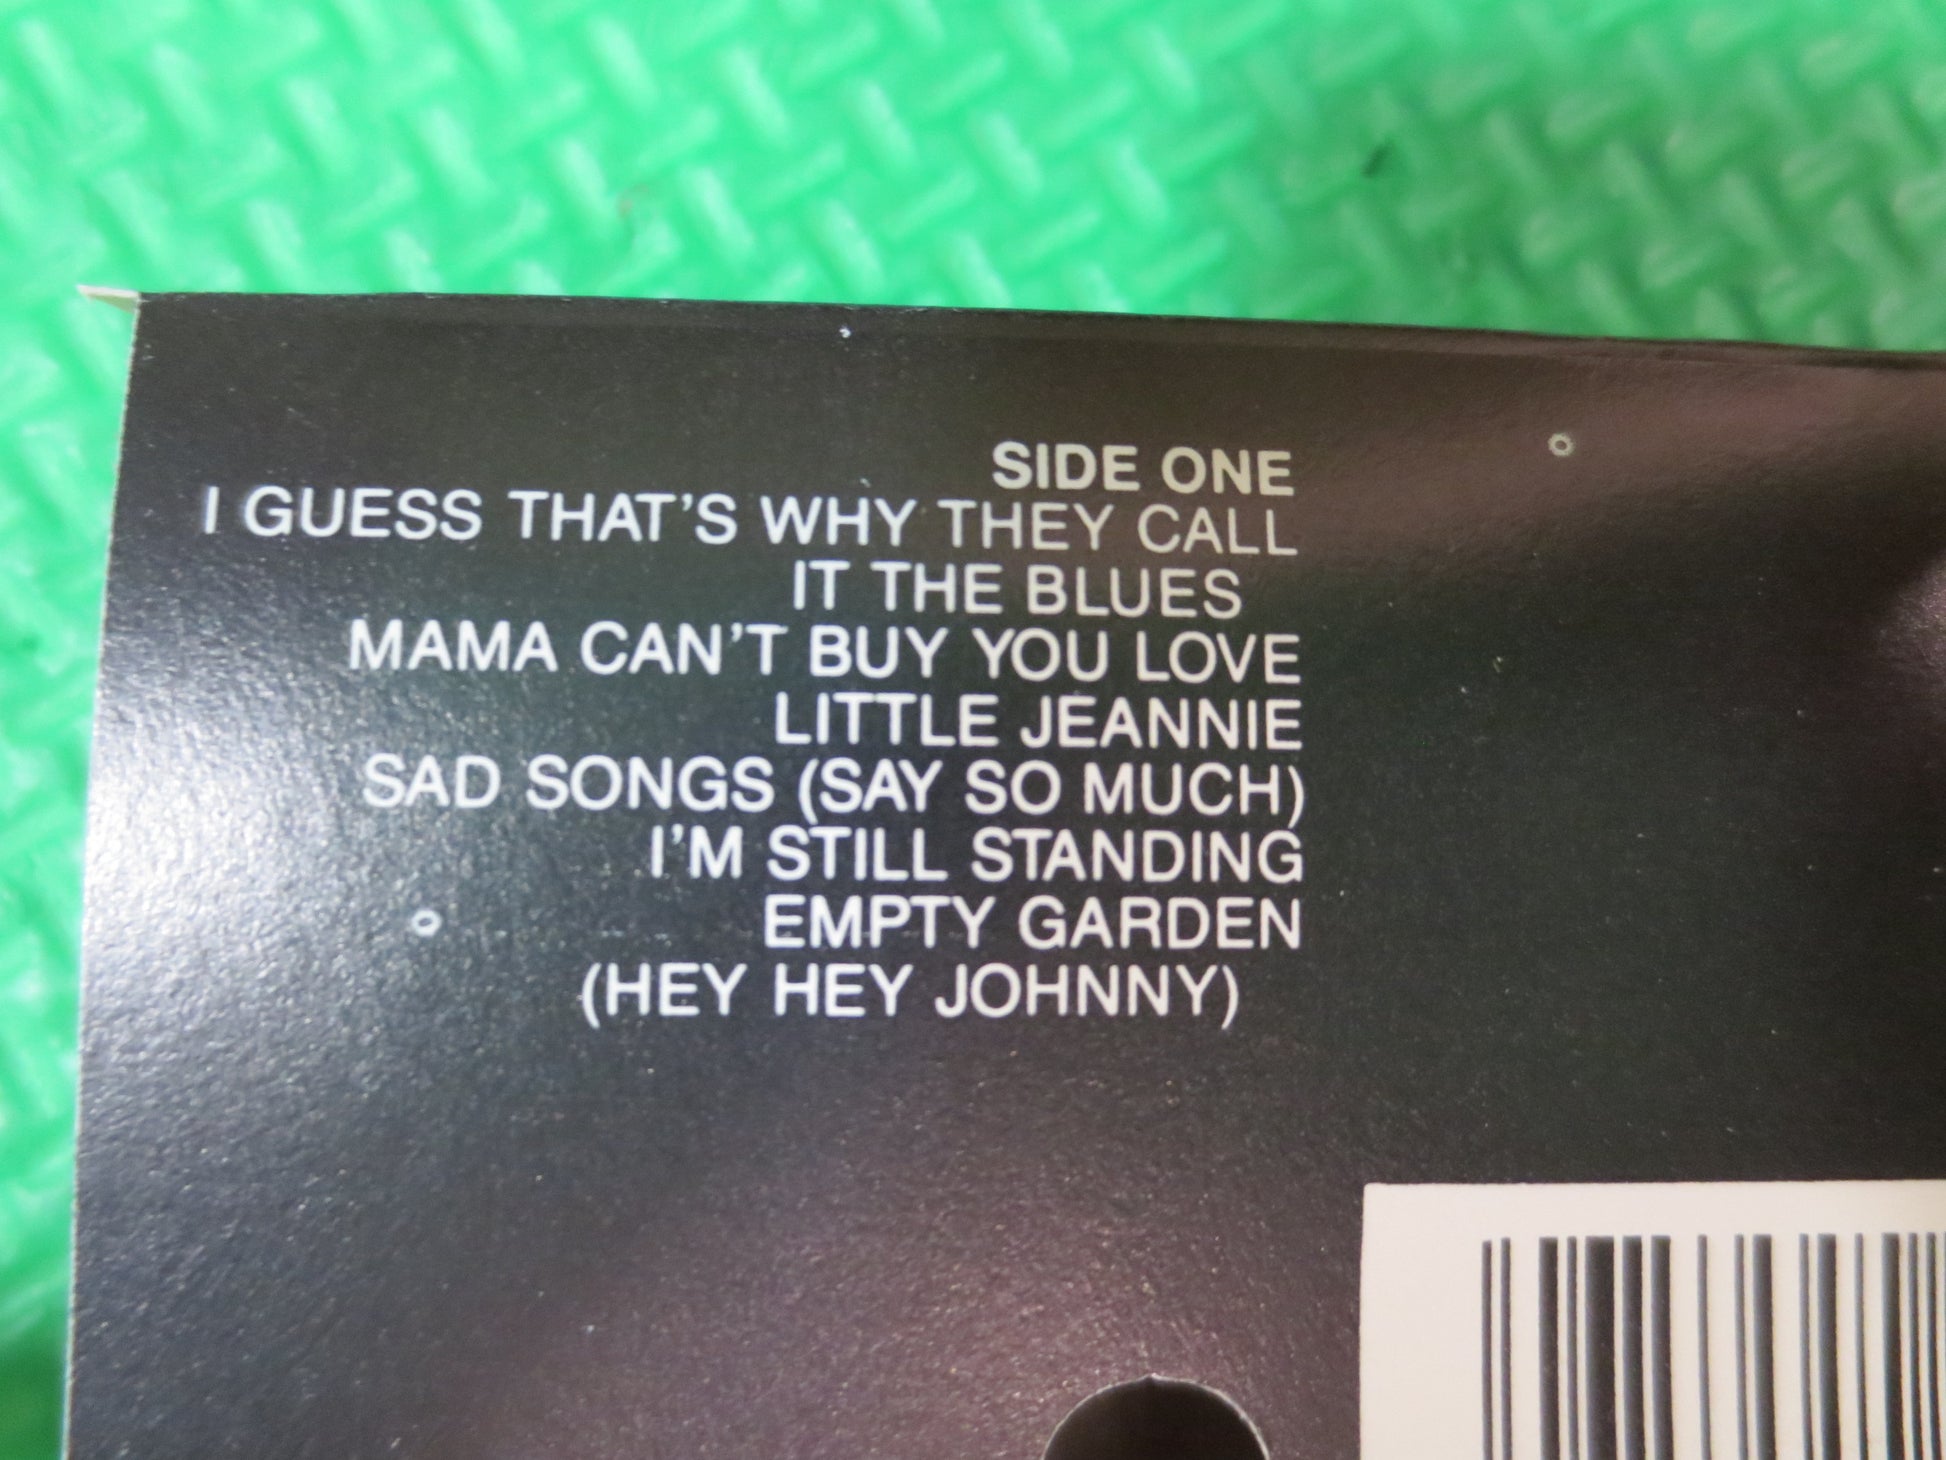 SIDE ONE
I GUESS THAT'S WHY THEY CALL
IT THE BLUES
MAMA CAN'T BUY YOU LOVE
LITTLE JEANNIE
SAD SONGS (SAY SO MUCH)
I'M STILL STANDING
EMPTY GARDEN
(HEY HEY JOHNNY)